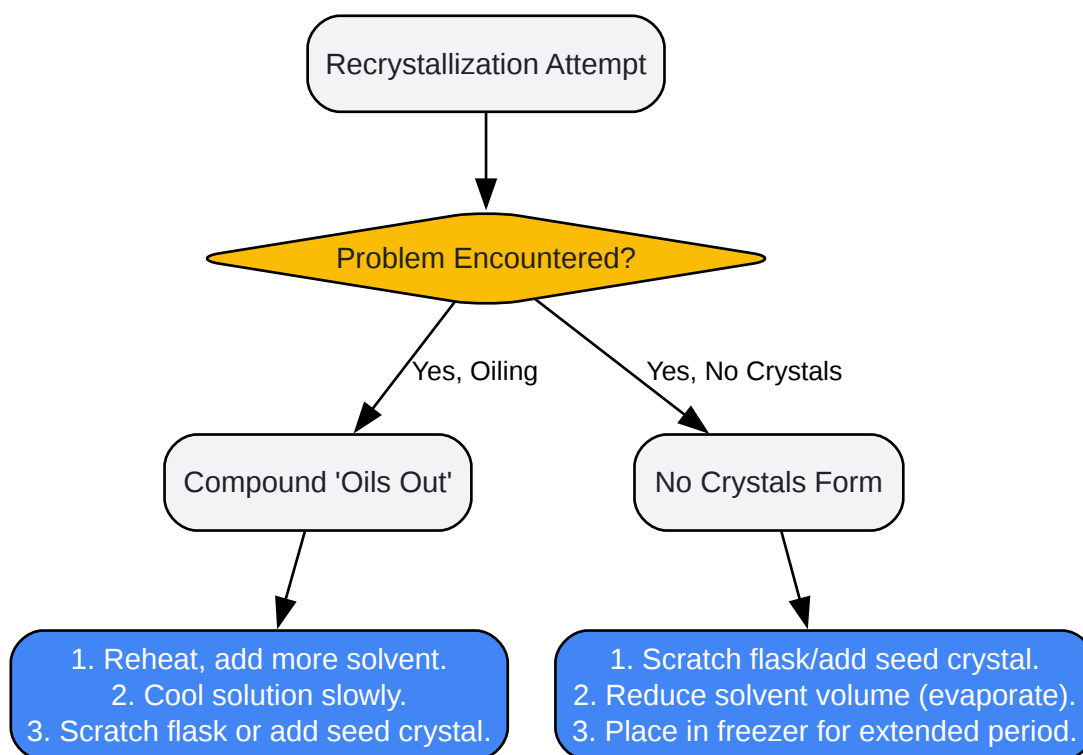 Recrystallization Attempt
Problem Encountered?
Yes, Oiling
Yes, No Crystals
Compound 'Oils Out'
No Crystals Form
1. Reheat, add more solvent.
2. Cool solution slowly.
3. Scratch flask or add seed crystal.
1. Scratch flask/add seed crystal.
2. Reduce solvent volume (evaporate).
3. Place in freezer for extended period.